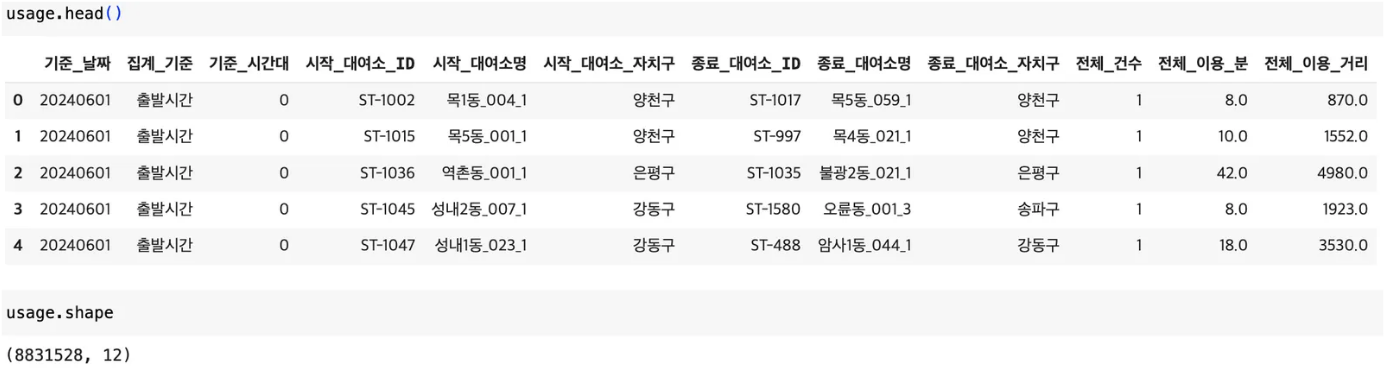 usage.head()
기준_날짜 집계_기준 기준_시간대 시작_대여소_ID 시작_대여소명 시작_대여소_자치구 종료_대여소_ID 종료_대여소명 종료_대여소_자치구 전체_건수 전체_이용_분 전체_이용_거리
0 20240601 출발시간 0 ST-1002 목1동_004_1 양천구 ST-1017 목5동_059_1 양천구 1 8.0 870.0
1 20240601 출발시간 0 ST-1015 목5동_001_1 양천구 ST-997 목4동_021_1 양천구 1 10.0 1552.0
2 20240601 출발시간 0 ST-1036 역촌동_001_1 은평구 ST-1035 불광2동_021_1 은평구 1 42.0 4980.0
3 20240601 출발시간 0 ST-1045 성내2동_007_1 강동구 ST-1580 오륜동_001_3 송파구 1 8.0 1923.0
4 20240601 출발시간 0 ST-1047 성내1동_023_1 강동구 ST-488 암사1동_044_1 강동구 1 18.0 3530.0
usage.shape
(8831528, 12)